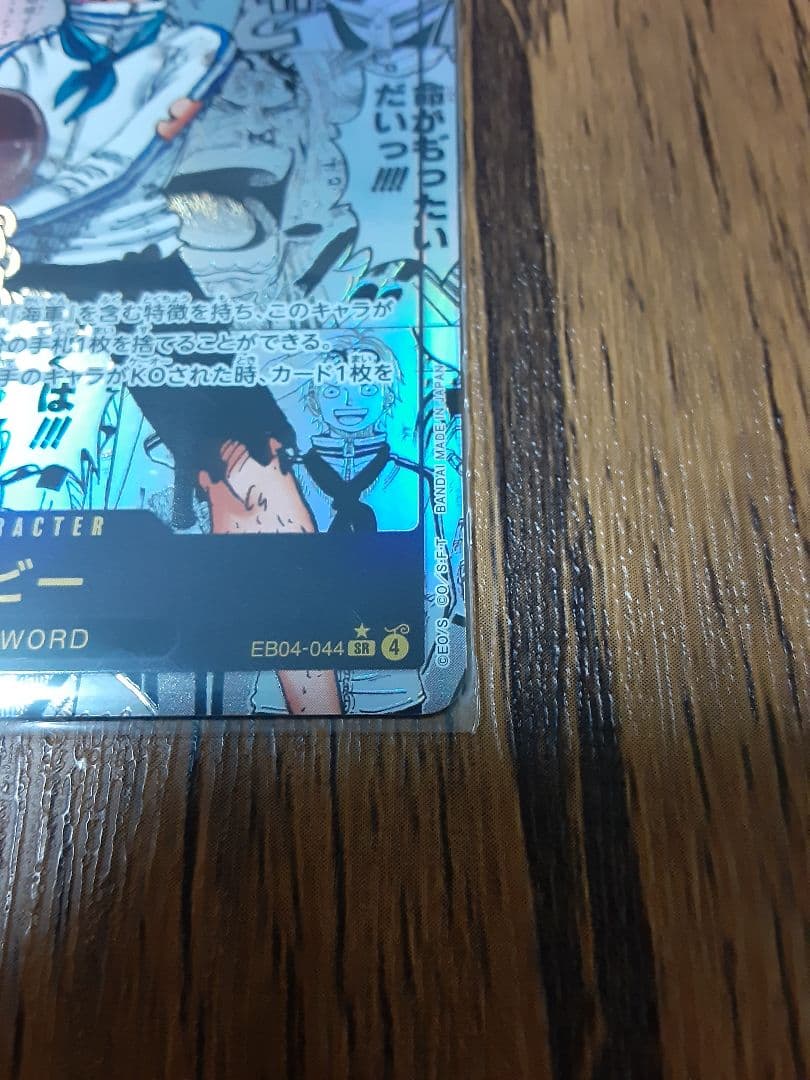 命がもったい
だいっ!!!!
「海軍」を含む特徴を持ち、このキャラが
の手札1枚を捨てることができる。
手のキャラがKOされた時、カード1枚を
は!!!
RACTER
ビー
WORD
EB04-044 SR 4
©EO/S ©O/S・F・T BANDAI MADE IN JAPAN